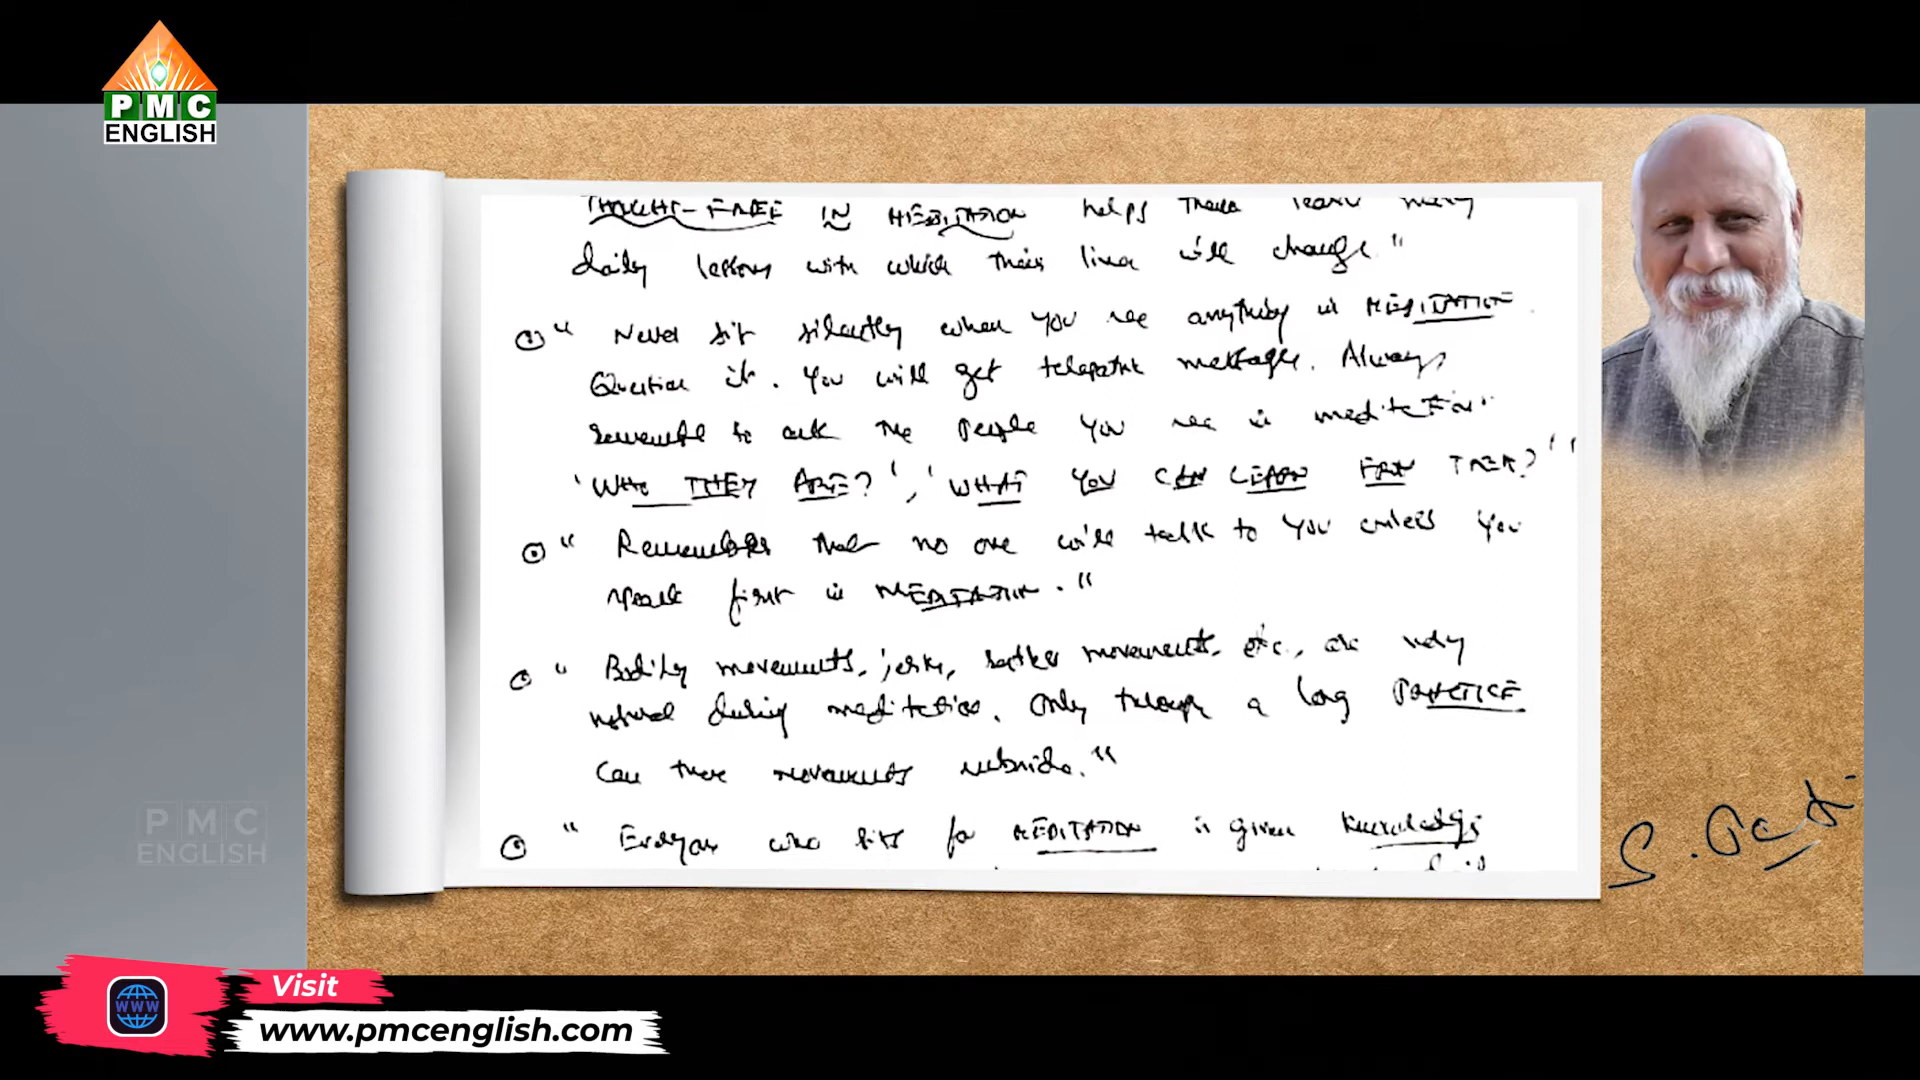 PMC
ENGLISH
THOUGHT-FREE IN MEDITATION helps them learn many
daily lessons with which their lives will change."
" Never sit silently when you see anything in MEDITATION.
Question it. You will get telepathic message. Always
remember to ask the people you see in meditation
'WHO THEY ARE?', 'WHAT YOU CAN LEARN FROM THEM?'"
" Remember that no one will talk to you unless you
speak first in MEDITATION."
" Bodily movements, jerks, movements, etc., are very
natural during meditation. Only through a long PRACTICE
can these movements subside."
" Everyone who sits for MEDITATION is given knowledge
S. Patri
PMC
ENGLISH
WWW
Visit
www.pmcenglish.com